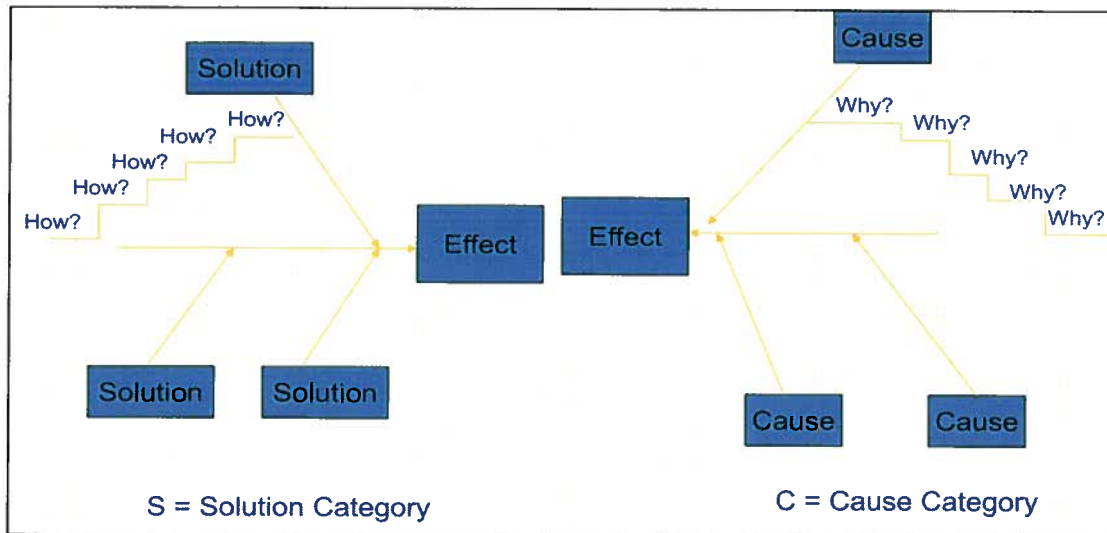 Solution
How?
How?
How?
How?
How?
Effect
Solution
Solution
S = Solution Category
Cause
Why?
Why?
Why?
Why?
Why?
Effect
Cause
Cause
C = Cause Category